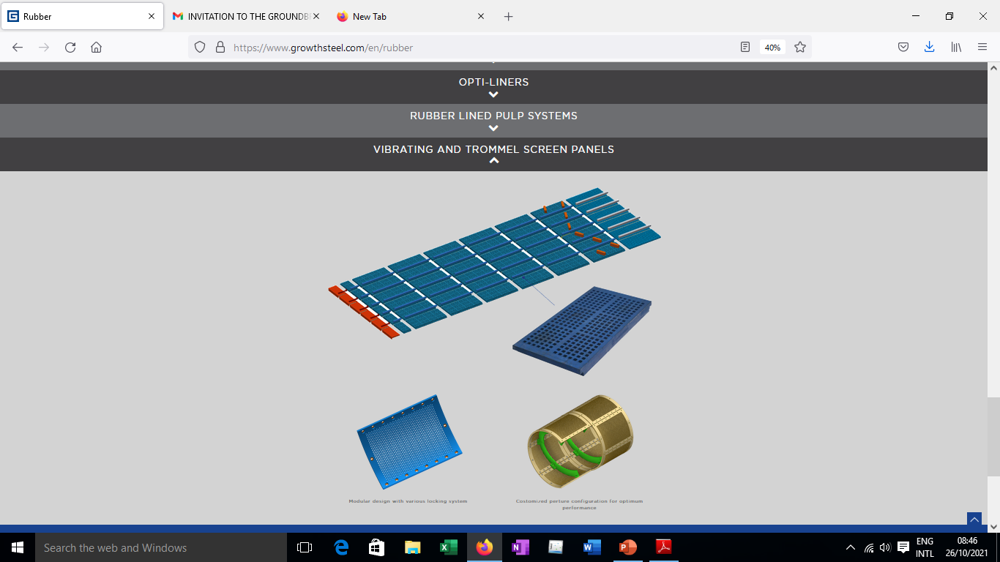 Rubber
INVITATION TO THE GROUNDB
New Tab
https://www.growthsteel.com/en/rubber
40%
OPTI-LINERS
RUBBER LINED PULP SYSTEMS
VIBRATING AND TROMMEL SCREEN PANELS
Modular design with various locking system
Customized perture configuration for optimum
performance
Search the web and Windows
ENG
INTL
08:46
26/10/2021